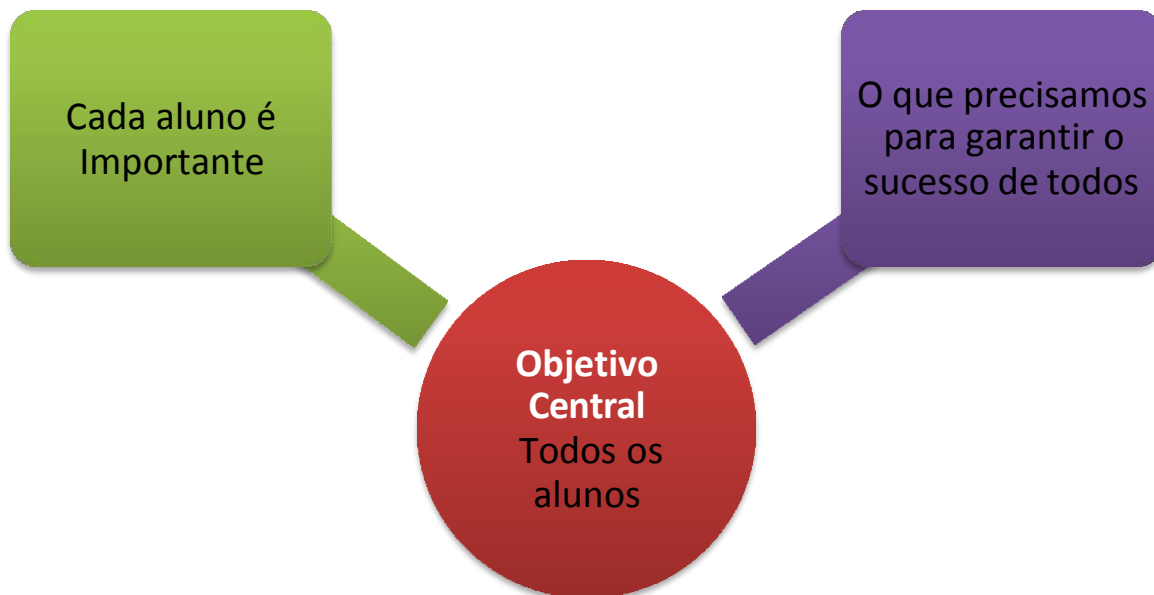 Cada aluno é
Importante
O que precisamos
para garantir o
sucesso de todos
Objetivo
Central
Todos os
alunos